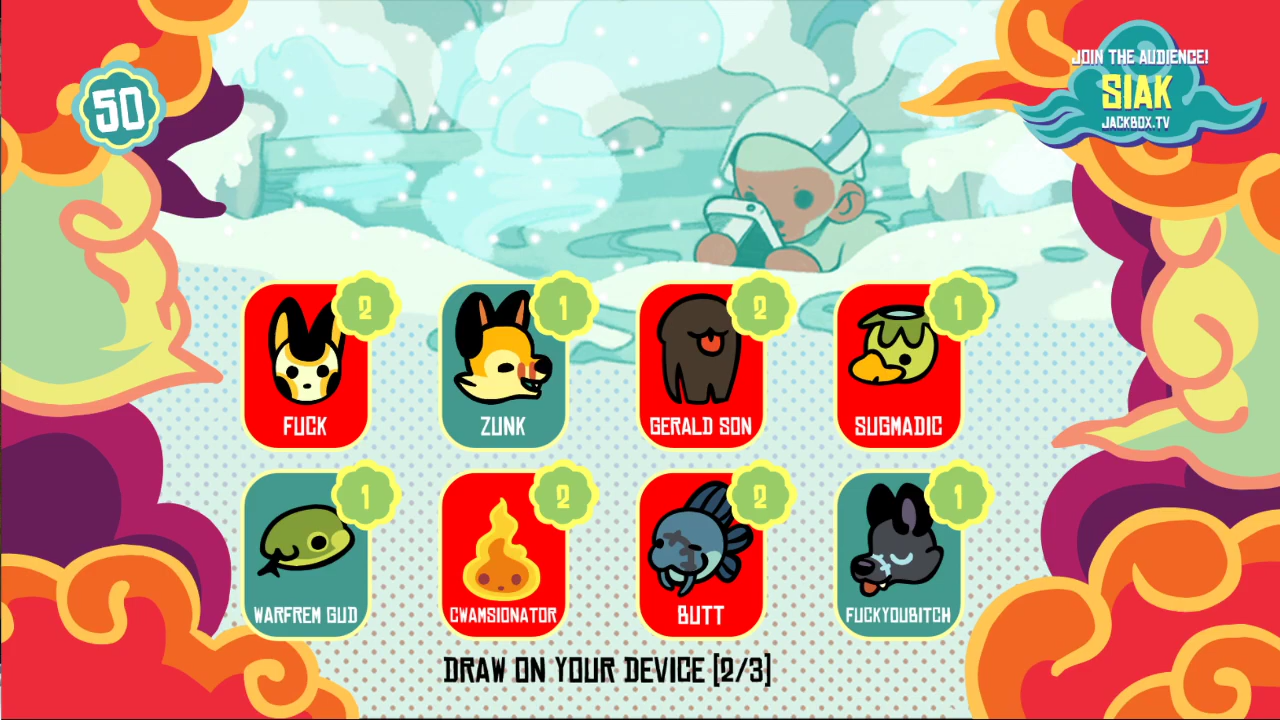 JOIN THE AUDIENCE!
SIAK
JACKBOX.TV
50
2
1
2
1
FUCK
ZUNK
GERALD SON
SUGMADIC
1
2
2
1
WARFREM GUD
CWAMSIONATOR
BUTT
FUCKYOUBITCH
DRAW ON YOUR DEVICE [2/3]